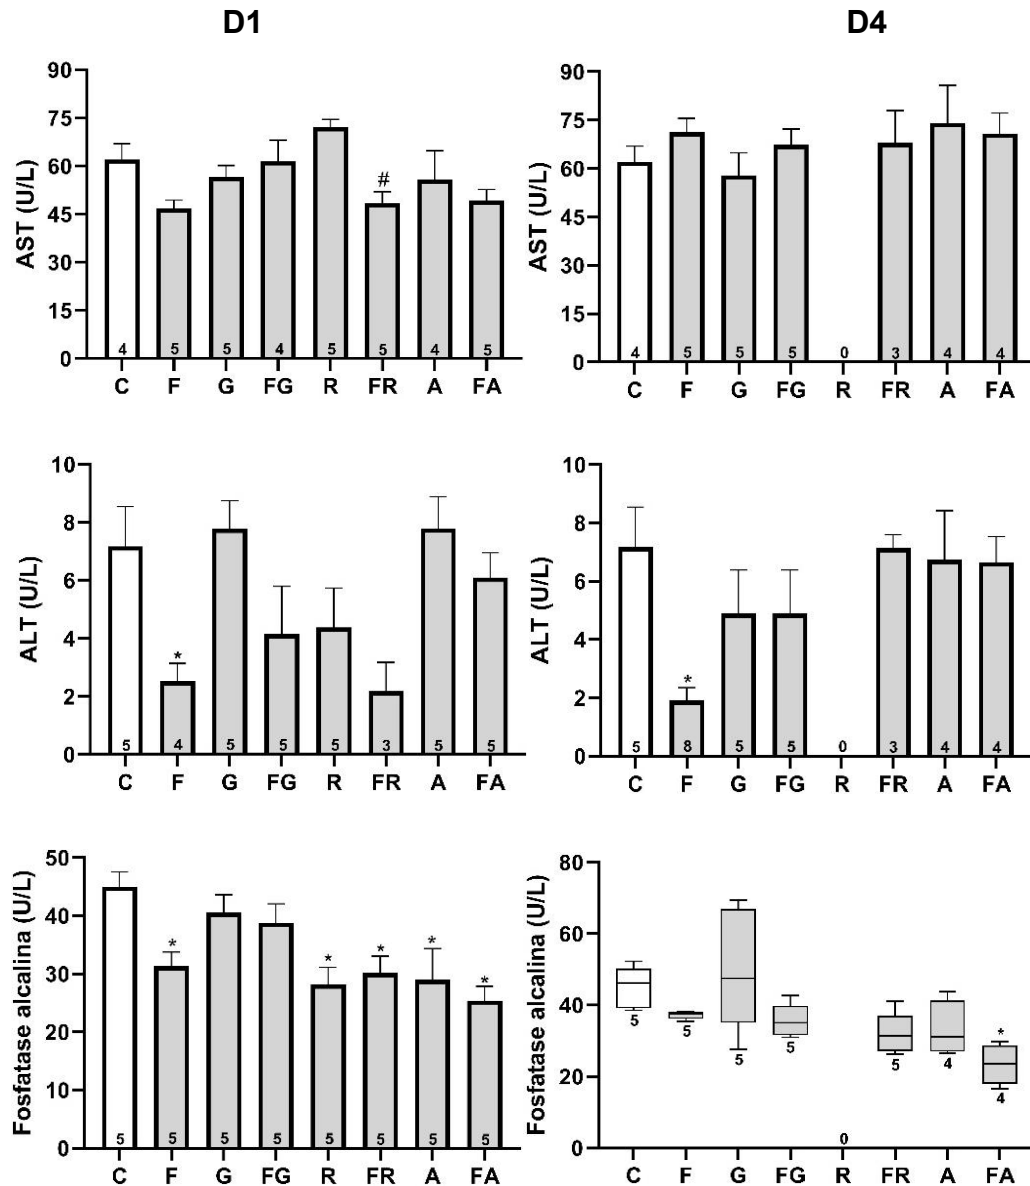 D1
D4
AST (U/L)
90
75
60
45
30
15
0
#
4 5 5 4 5 5 4 5
C F G FG R FR A FA
AST (U/L)
90
75
60
45
30
15
0
4 5 5 5 0 3 4 4
C F G FG R FR A FA
ALT (U/L)
10
8
6
4
2
0
*
5 4 5 5 5 3 5 5
C F G FG R FR A FA
ALT (U/L)
10
8
6
4
2
0
*
5 8 5 5 0 3 4 4
C F G FG R FR A FA
Fosfatase alcalina (U/L)
50
40
30
20
10
0
* * * * *
5 5 5 5 5 5 5 5
C F G FG R FR A FA
Fosfatase alcalina (U/L)
80
60
40
20
0
*
5 5 5 5 0 5 4 4
C F G FG R FR A FA